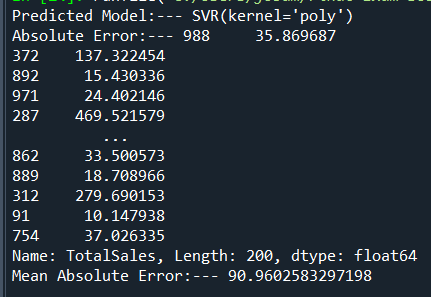 Predicted Model:--- SVR(kernel='poly')
Absolute Error:--- 988     35.869687
372    137.322454
892     15.430336
971     24.402146
287    469.521579
...
862     33.500573
889     18.708966
312    279.690153
91      10.147938
754     37.026335
Name: TotalSales, Length: 200, dtype: float64
Mean Absolute Error:--- 90.9602583297198